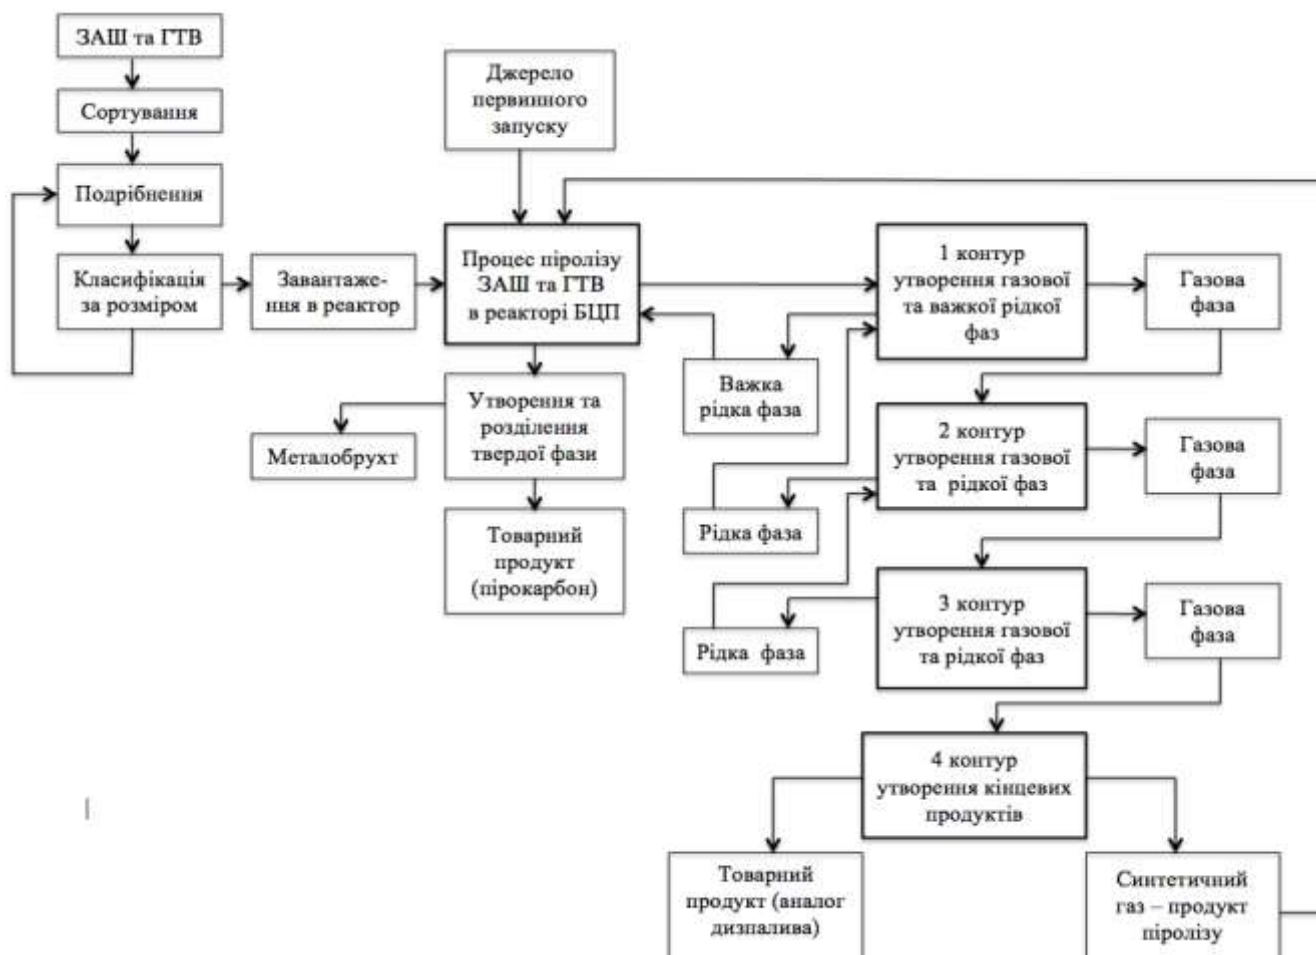 ЗАШ та ГТВ
Сортування
Подрібнення
Класифікація
за розміром
Завантаже-
ння в реактор
Джерело
первинного
запуску
Процес піролізу
ЗАШ та ГТВ
в реакторі БЦП
Утворення та
розділення
твердої фази
Металобрухт
Товарний
продукт
(пірокарбон)
1 контур
утворення газової
та важкої рідкої
фаз
Газова
фаза
Важка
рідка фаза
2 контур
утворення газової
та рідкої фаз
Газова
фаза
Рідка фаза
3 контур
утворення газової
та рідкої фаз
Газова
фаза
Рідка фаза
4 контур
утворення кінцевих
продуктів
Товарний
продукт (аналог
дизпалива)
Синтетичний
газ – продукт
піролізу